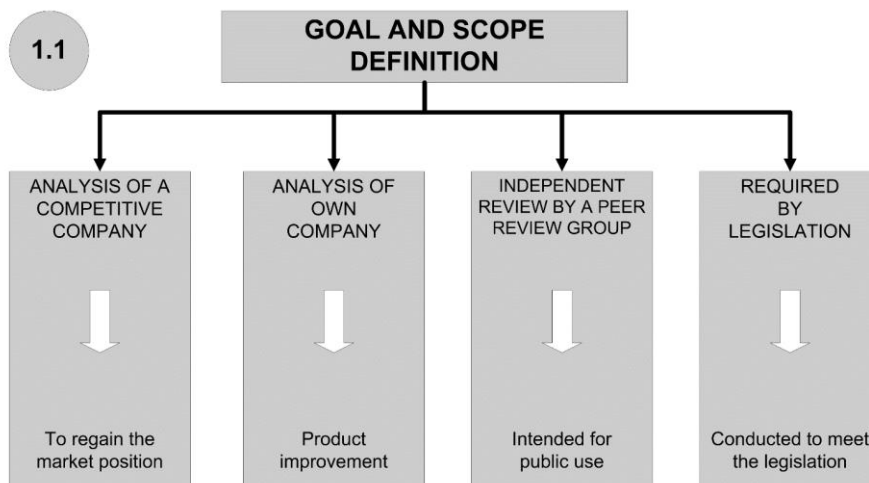 1.1
GOAL AND SCOPE
DEFINITION
ANALYSIS OF A
COMPETITIVE
COMPANY
To regain the
market position
ANALYSIS OF
OWN
COMPANY
Product
improvement
INDEPENDENT
REVIEW BY A PEER
REVIEW GROUP
Intended for
public use
REQUIRED
BY
LEGISLATION
Conducted to meet
the legislation